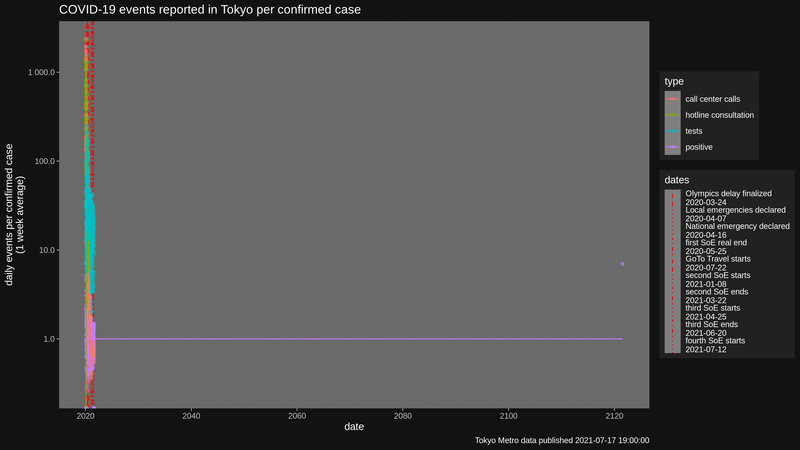 COVID-19 events reported in Tokyo per confirmed case
daily events per confirmed case
(1 week average)
1 000.0
100.0
10.0
1.0
2020
2040
2060
2080
2100
2120
date
Tokyo Metro data published 2021-07-17 19:00:00
type
call center calls
hotline consultation
tests
positive
dates
Olympics delay finalized
2020-03-24
Local emergencies declared
2020-04-07
National emergency declared
2020-04-16
first SoE real end
2020-05-25
GoTo Travel starts
2020-07-22
second SoE starts
2021-01-08
second SoE ends
2021-03-22
third SoE starts
2021-04-25
third SoE ends
2021-06-20
fourth SoE starts
2021-07-12